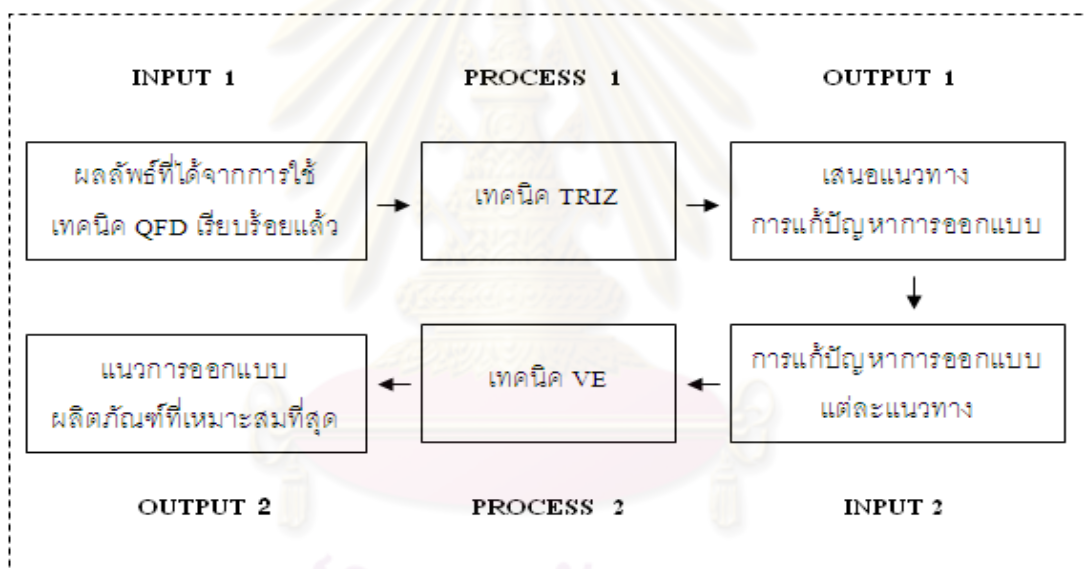 INPUT 1
PROCESS 1
OUTPUT 1
ผลลัพธ์ที่ได้จากการใช้
เทคนิค QFD เรียบร้อยแล้ว
เทคนิค TRIZ
เสนอแนวทาง
การแก้ปัญหาการออกแบบ
การแก้ปัญหาการออกแบบ
แต่ละแนวทาง
เทคนิค VE
แนวการออกแบบ
ผลิตภัณฑ์ที่เหมาะสมที่สุด
OUTPUT 2
PROCESS 2
INPUT 2